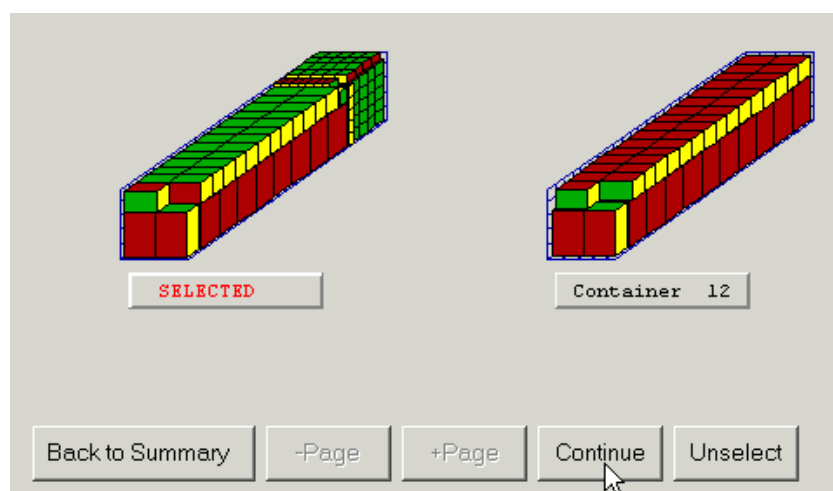 SELECTED
Container 12
Back to Summary
-Page
+Page
Continue
Unselect